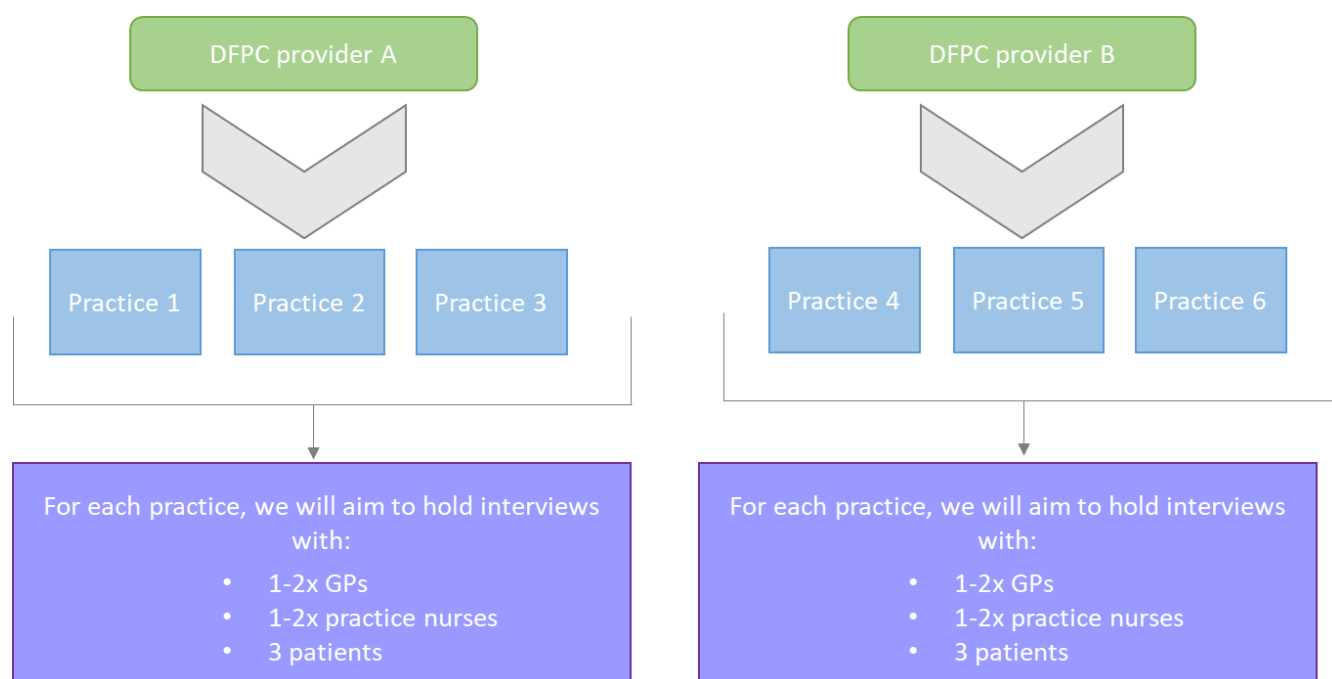 DFPC provider A
DFPC provider B
Practice 1
Practice 2
Practice 3
Practice 4
Practice 5
Practice 6
For each practice, we will aim to hold interviews
with:
• 1-2x GPs
• 1-2x practice nurses
• 3 patients
For each practice, we will aim to hold interviews
with:
• 1-2x GPs
• 1-2x practice nurses
• 3 patients